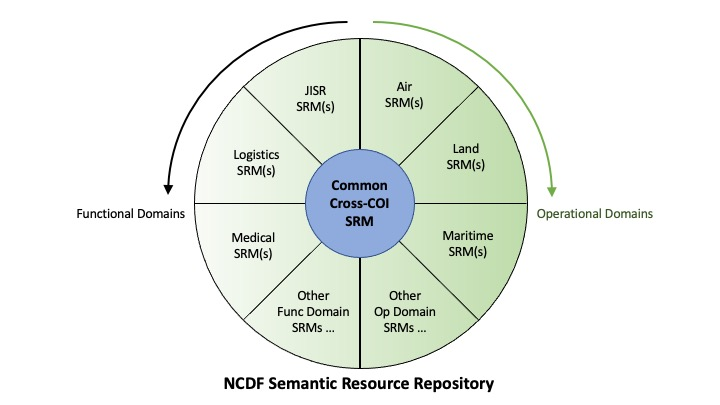 JISR
SRM(s)
Air
SRM(s)
Logistics
SRM(s)
Land
SRM(s)
Common
Cross-COI
SRM
Functional Domains
Operational Domains
Medical
SRM(s)
Maritime
SRM(s)
Other
Func Domain
SRMs ...
Other
Op Domain
SRMs ...
NCDF Semantic Resource Repository